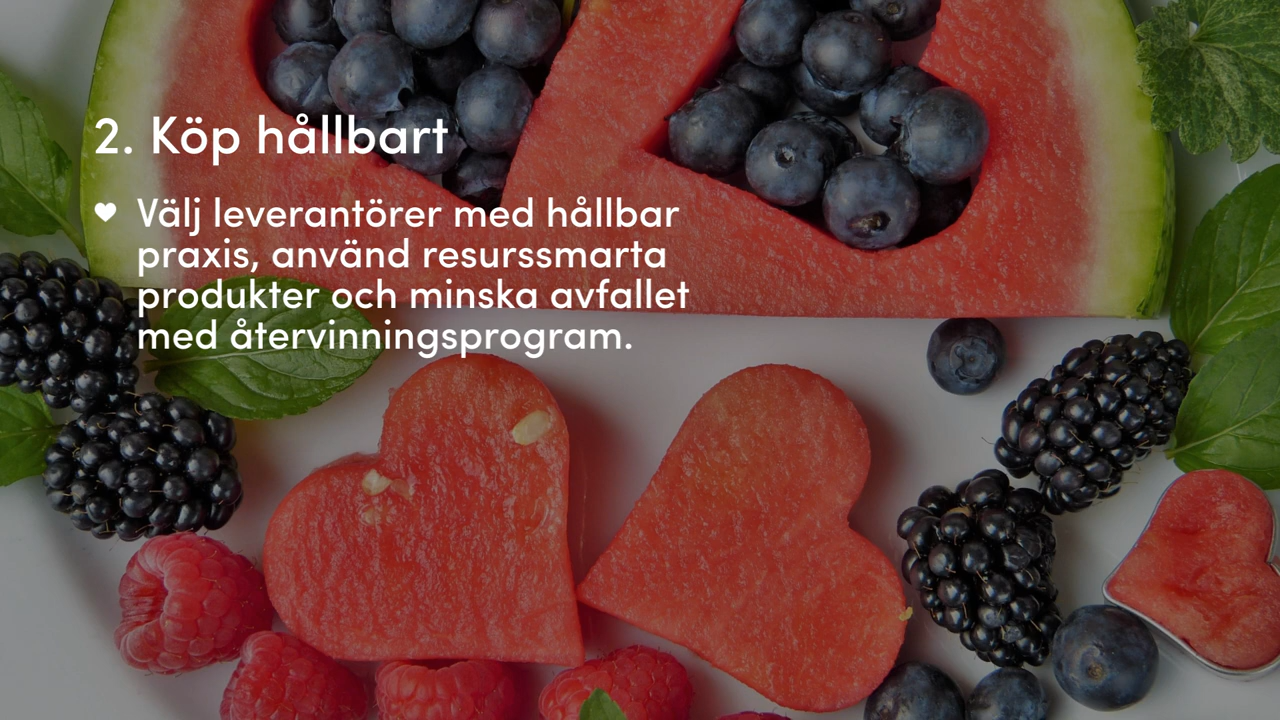 2. Köp hållbart
Välj leverantörer med hållbar
praxis, använd resurssmarta
produkter och minska avfallet
med återvinningsprogram.